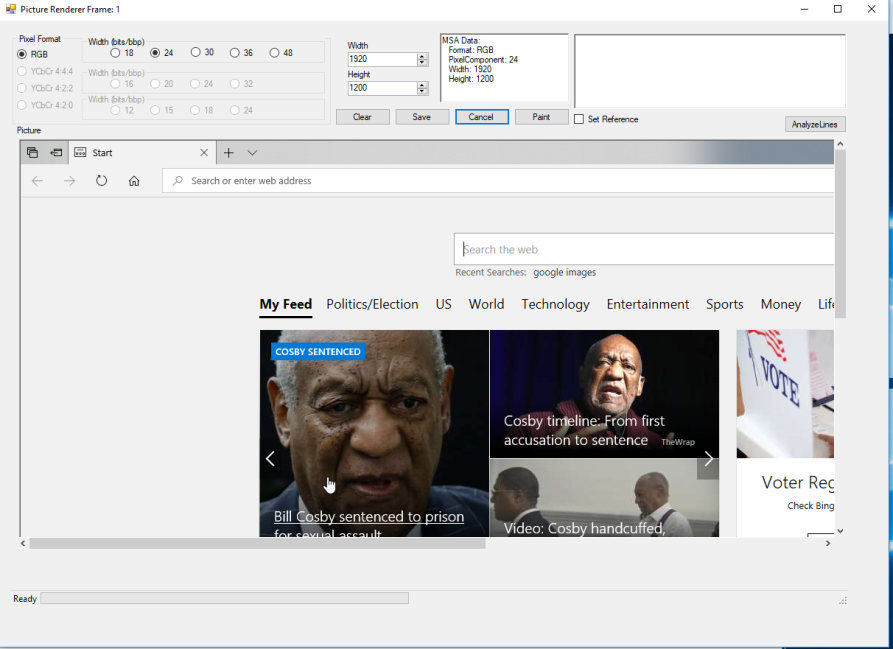 Picture Renderer Frame: 1
Pixel Format
RGB
YCbCr 4:4:4
YCbCr 4:2:2
YCbCr 4:2:0
Width (bits/bbp)
18 24 30 36 48
Width (bits/bbp)
16 20 24 32
Width (bits/bbp)
12 15 18 24
Width
1920
Height
1200
MSA Data:
Format: RGB
PixelComponent: 24
Width: 1920
Height: 1200
Clear Save Cancel Paint
Set Reference
AnalyzeLines
Picture
Start
Search or enter web address
Search the web
Recent Searches: google images
My Feed Politics/Election US World Technology Entertainment Sports Money Life
COSBY SENTENCED
Bill Cosby sentenced to prison
for sexual assault
Cosby timeline: From first
accusation to sentence TheWrap
Video: Cosby handcuffed,
VOTE
Voter Reg
Check Bing
Ready